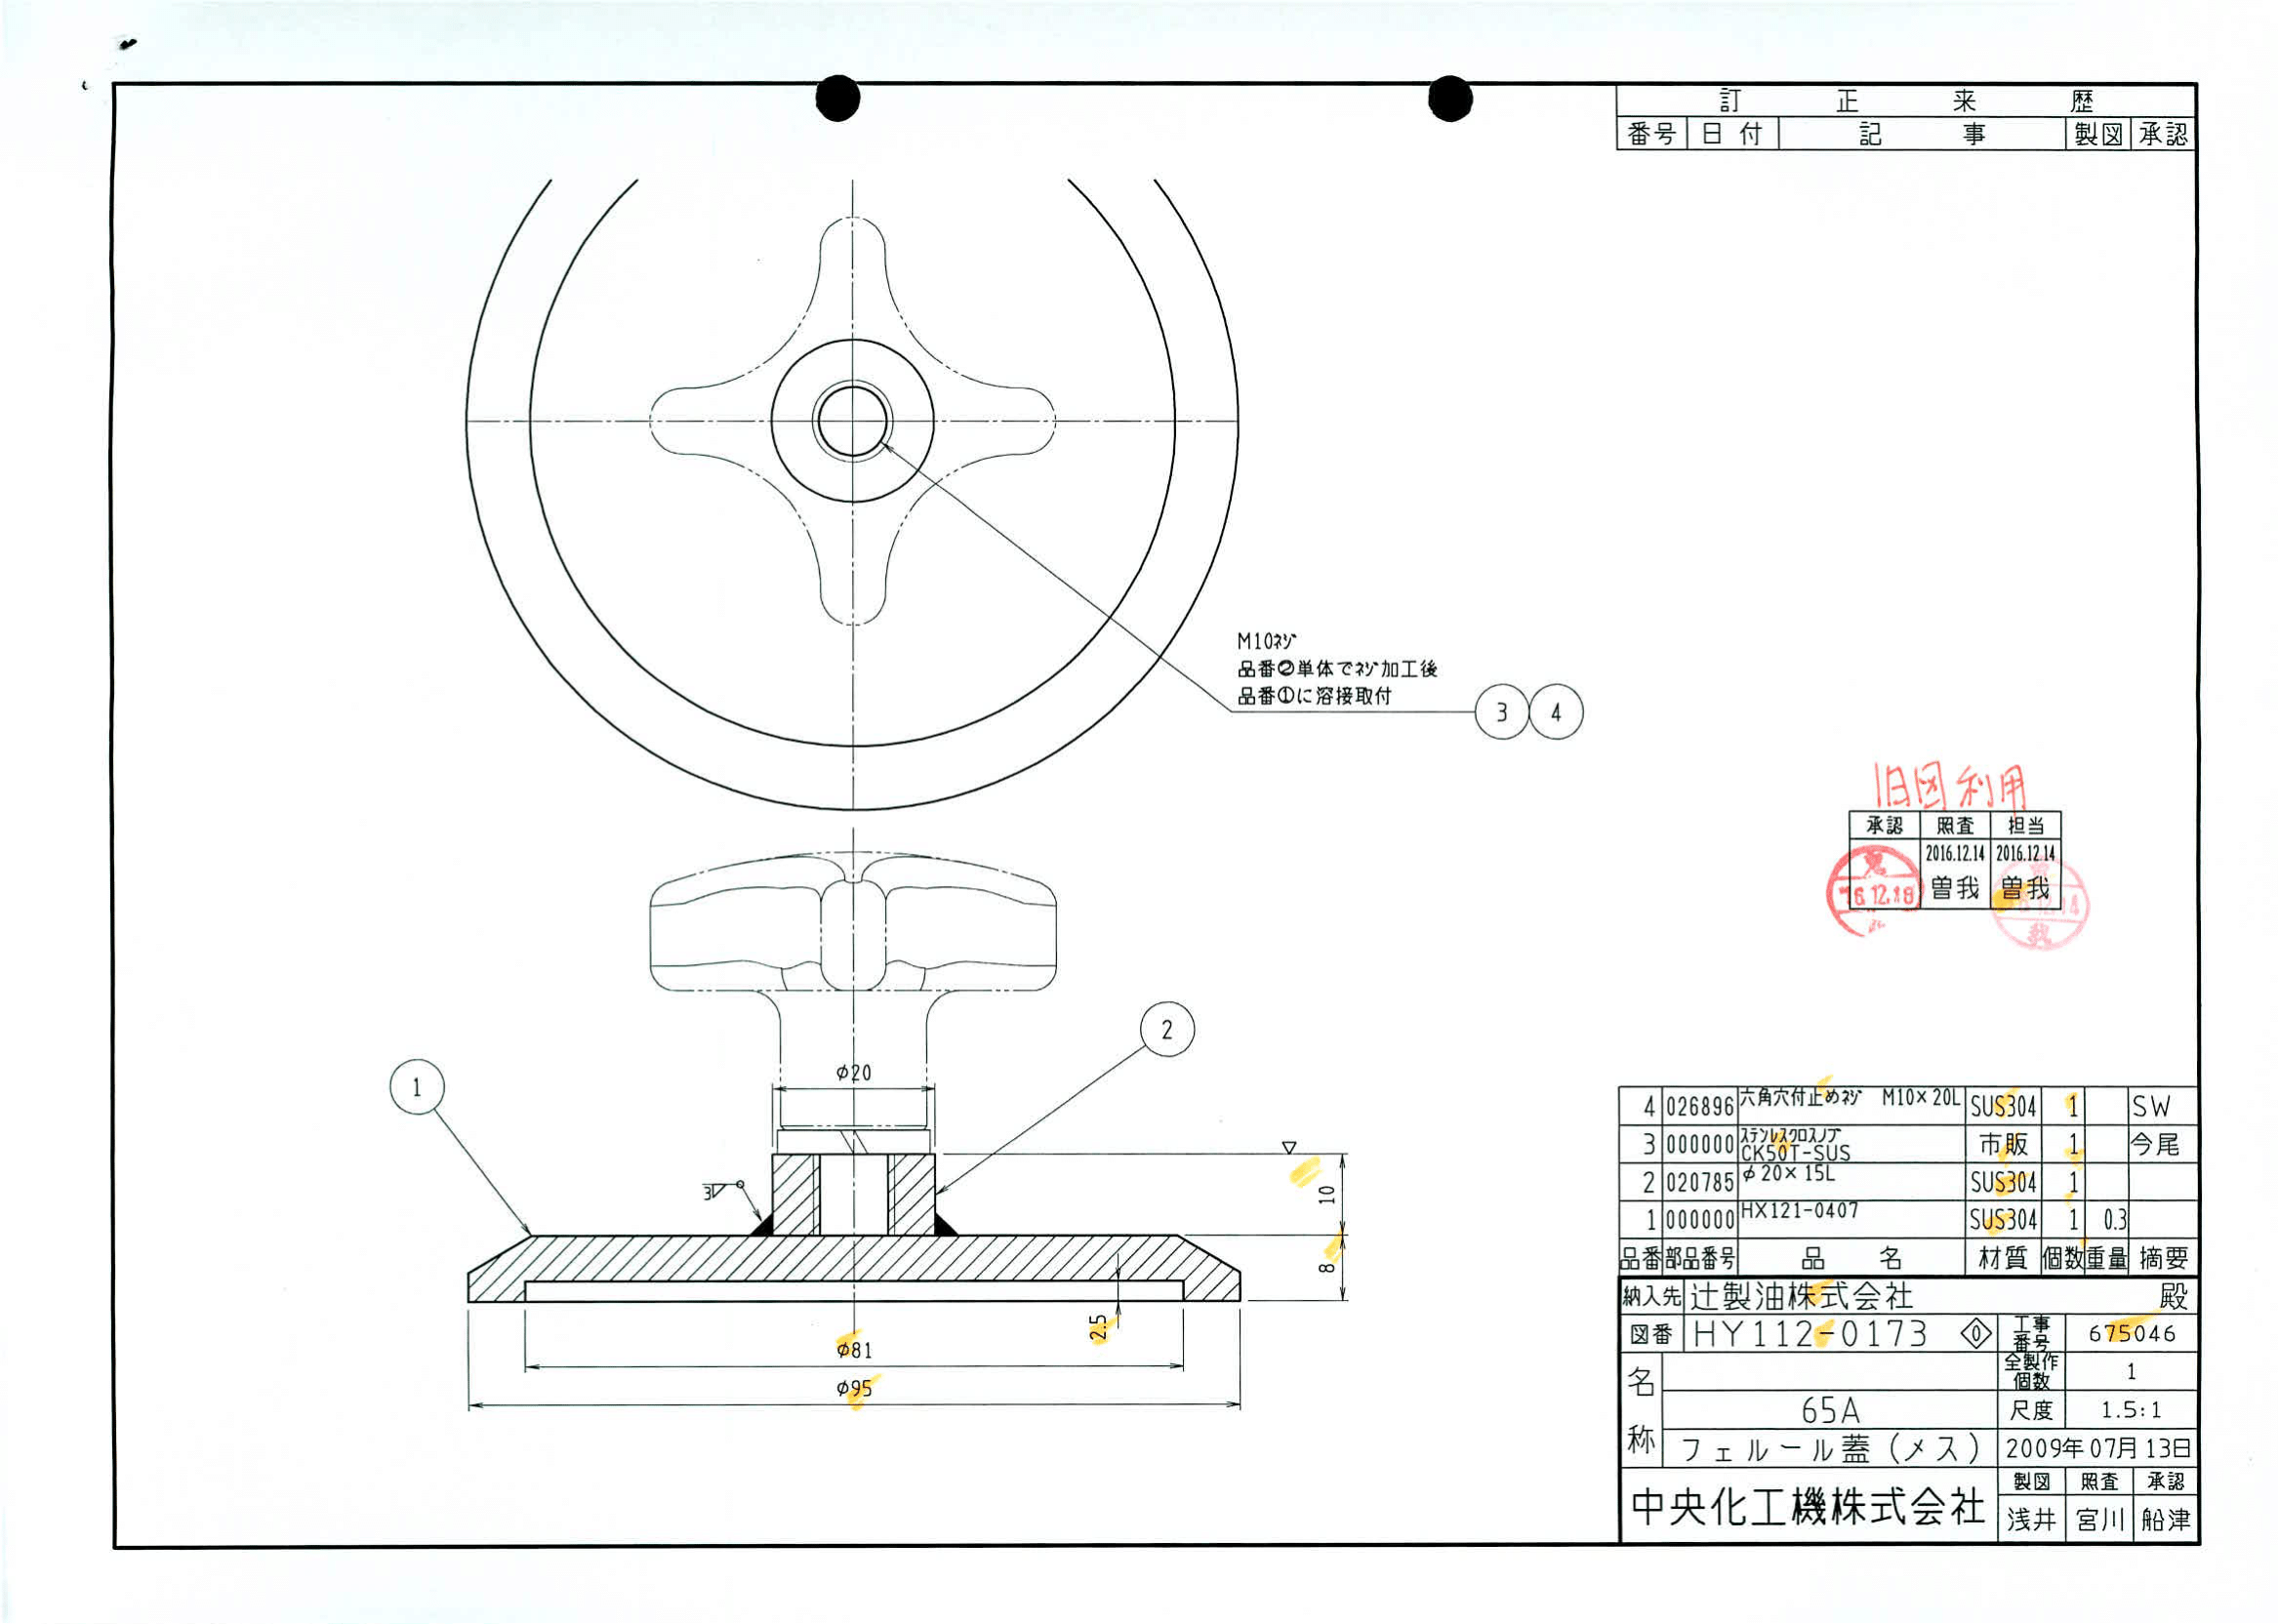 訂正来歴
番号 日付 記事 製図 承認
M10ﾈｼﾞ
品番②単体でﾈｼﾞ加工後
品番①に溶接取付
3 4
旧図利用
承認 照査 担当
2016.12.14 2016.12.14
曽我 曽我
'16.12.18
12.14
2
1
φ20
3
10
8
2.5
φ81
φ95
4 026896 六角穴付止めﾈｼﾞ M10×20L SUS304 1 SW
3 000000 ｽﾃﾝﾚｽｸﾛｽﾉﾌﾞ CK50T-SUS 市販 1 今尾
2 020785 φ20×15L SUS304 1
1 000000 HX121-0407 SUS304 1 0.3
品番 部品番号 品名 材質 個数 重量 摘要
納入先 辻製油株式会社 殿
図番 HY112-0173 0 工事番号 675046
名称 全製作個数 1
65A 尺度 1.5:1
フェルール蓋(メス) 2009年07月13日
製図 照査 承認
中央化工機株式会社 浅井 宮川 船津